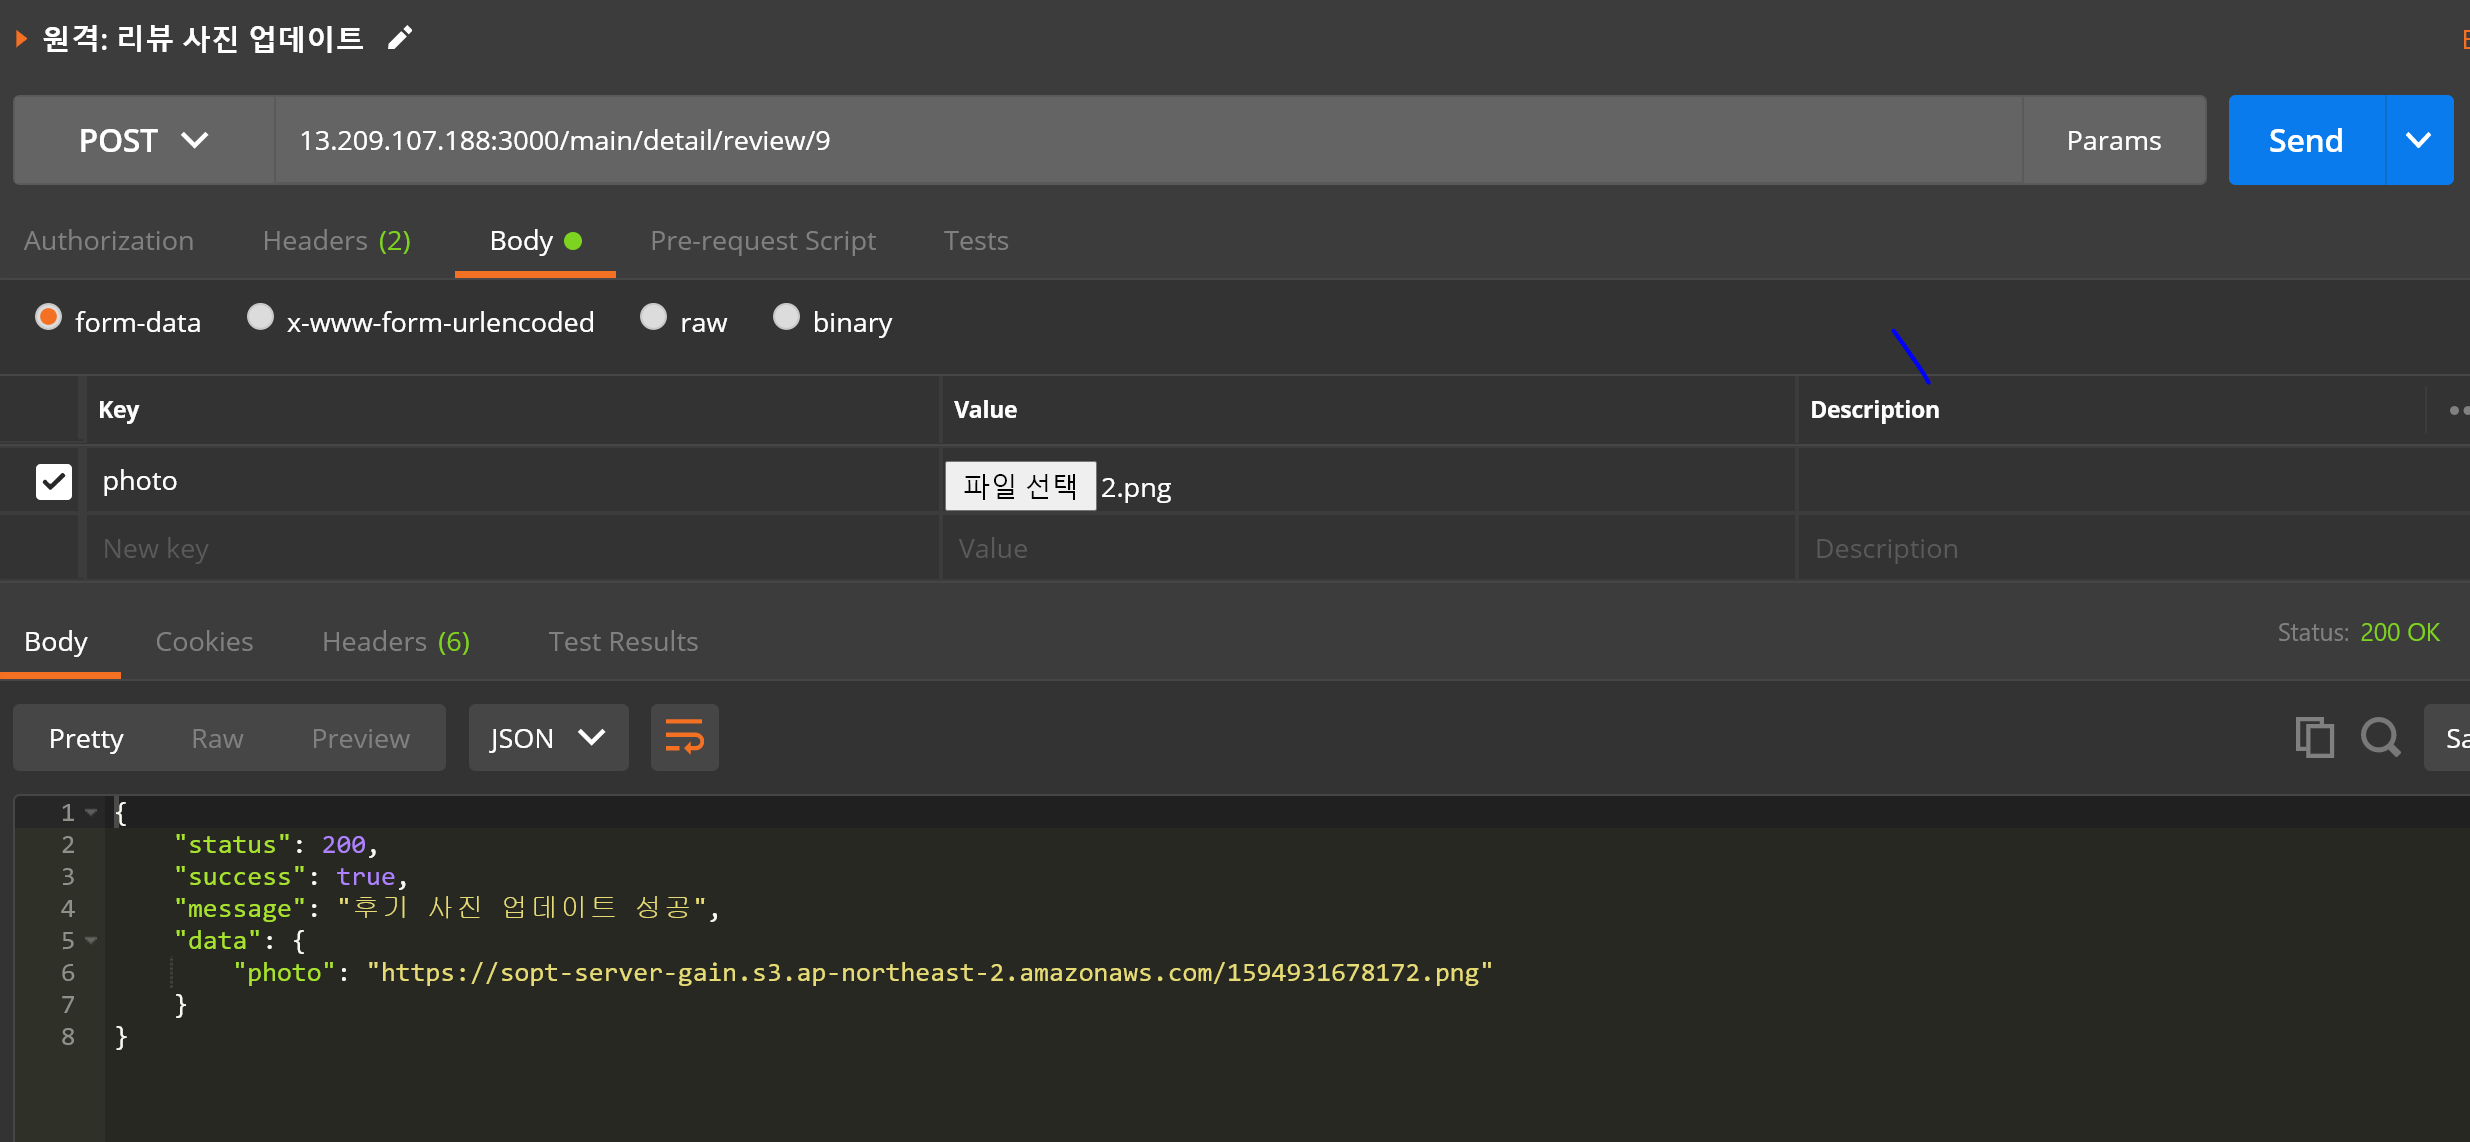 원격: 리뷰 사진 업데이트
POST 13.209.107.188:3000/main/detail/review/9 Params Send
Authorization Headers (2) Body Pre-request Script Tests
form-data x-www-form-urlencoded raw binary
Key Value Description
photo 파일 선택 2.png
New key Value Description
Body Cookies Headers (6) Test Results Status: 200 OK
Pretty Raw Preview JSON
1 {
2 "status": 200,
3 "success": true,
4 "message": "후기 사진 업데이트 성공",
5 "data": {
6 "photo": "https://sopt-server-gain.s3.ap-northeast-2.amazonaws.com/1594931678172.png"
7 }
8 }